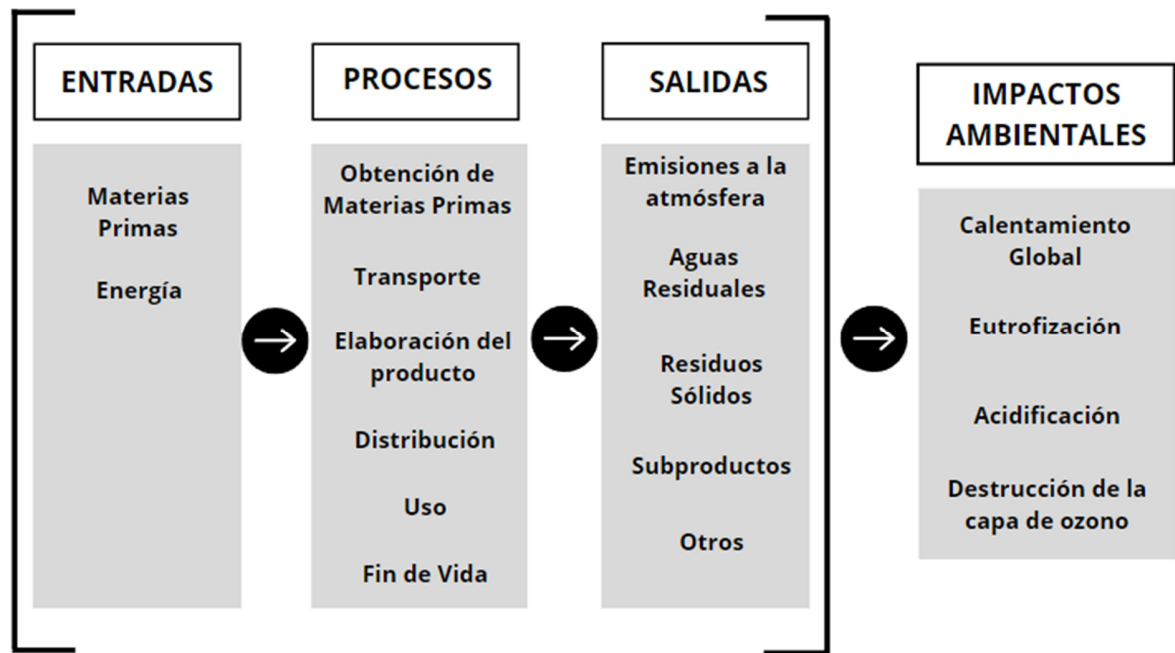 ENTRADAS
Materias
Primas
Energía
PROCESOS
Obtención de
Materias Primas
Transporte
Elaboración del
producto
Distribución
Uso
Fin de Vida
SALIDAS
Emisiones a la
atmósfera
Aguas
Residuales
Residuos
Sólidos
Subproductos
Otros
IMPACTOS
AMBIENTALES
Calentamiento
Global
Eutrofización
Acidificación
Destrucción de la
capa de ozono